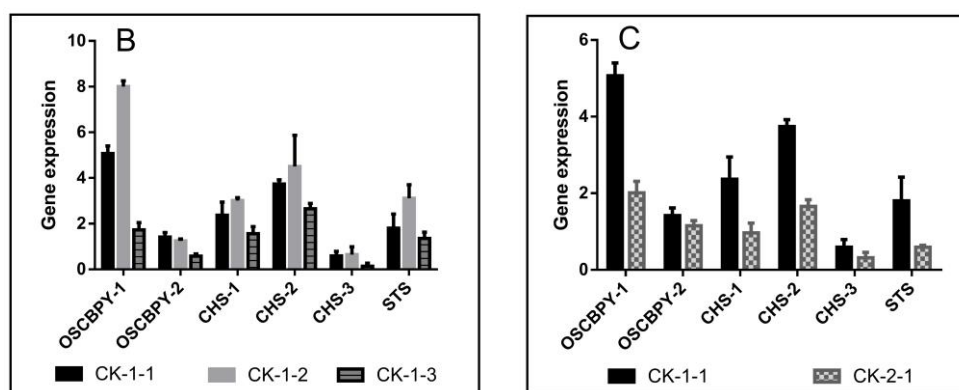 B
Gene expression
10
8
6
4
2
0
OSCBPY-1
OSCBPY-2
CHS-1
CHS-2
CHS-3
STS
CK-1-1 CK-1-2 CK-1-3
C
Gene expression
6
4
2
0
OSCBPY-1
OSCBPY-2
CHS-1
CHS-2
CHS-3
STS
CK-1-1 CK-2-1